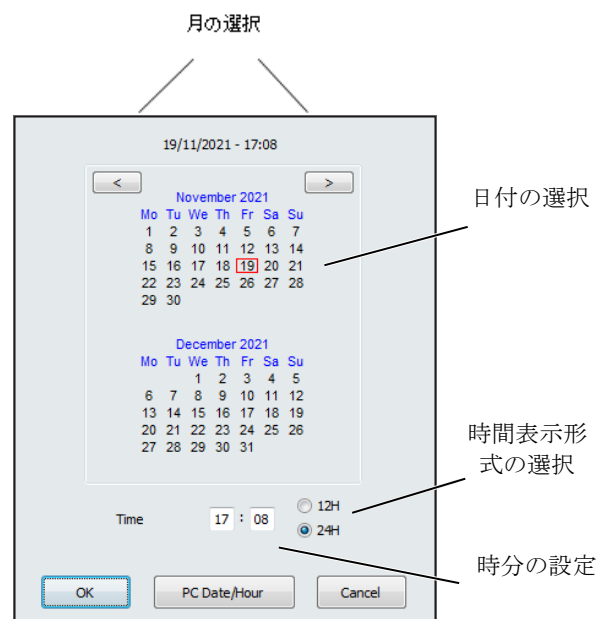 月の選択
19/11/2021 - 17:08
< >
November 2021
Mo Tu We Th Fr Sa Su
1 2 3 4 5 6 7
8 9 10 11 12 13 14
15 16 17 18 19 20 21
22 23 24 25 26 27 28
29 30
日付の選択
December 2021
Mo Tu We Th Fr Sa Su
1 2 3 4 5
6 7 8 9 10 11 12
13 14 15 16 17 18 19
20 21 22 23 24 25 26
27 28 29 30 31
時間表示形
式の選択
12H
Time 17 : 08
24H
時分の設定
OK PC Date/Hour Cancel